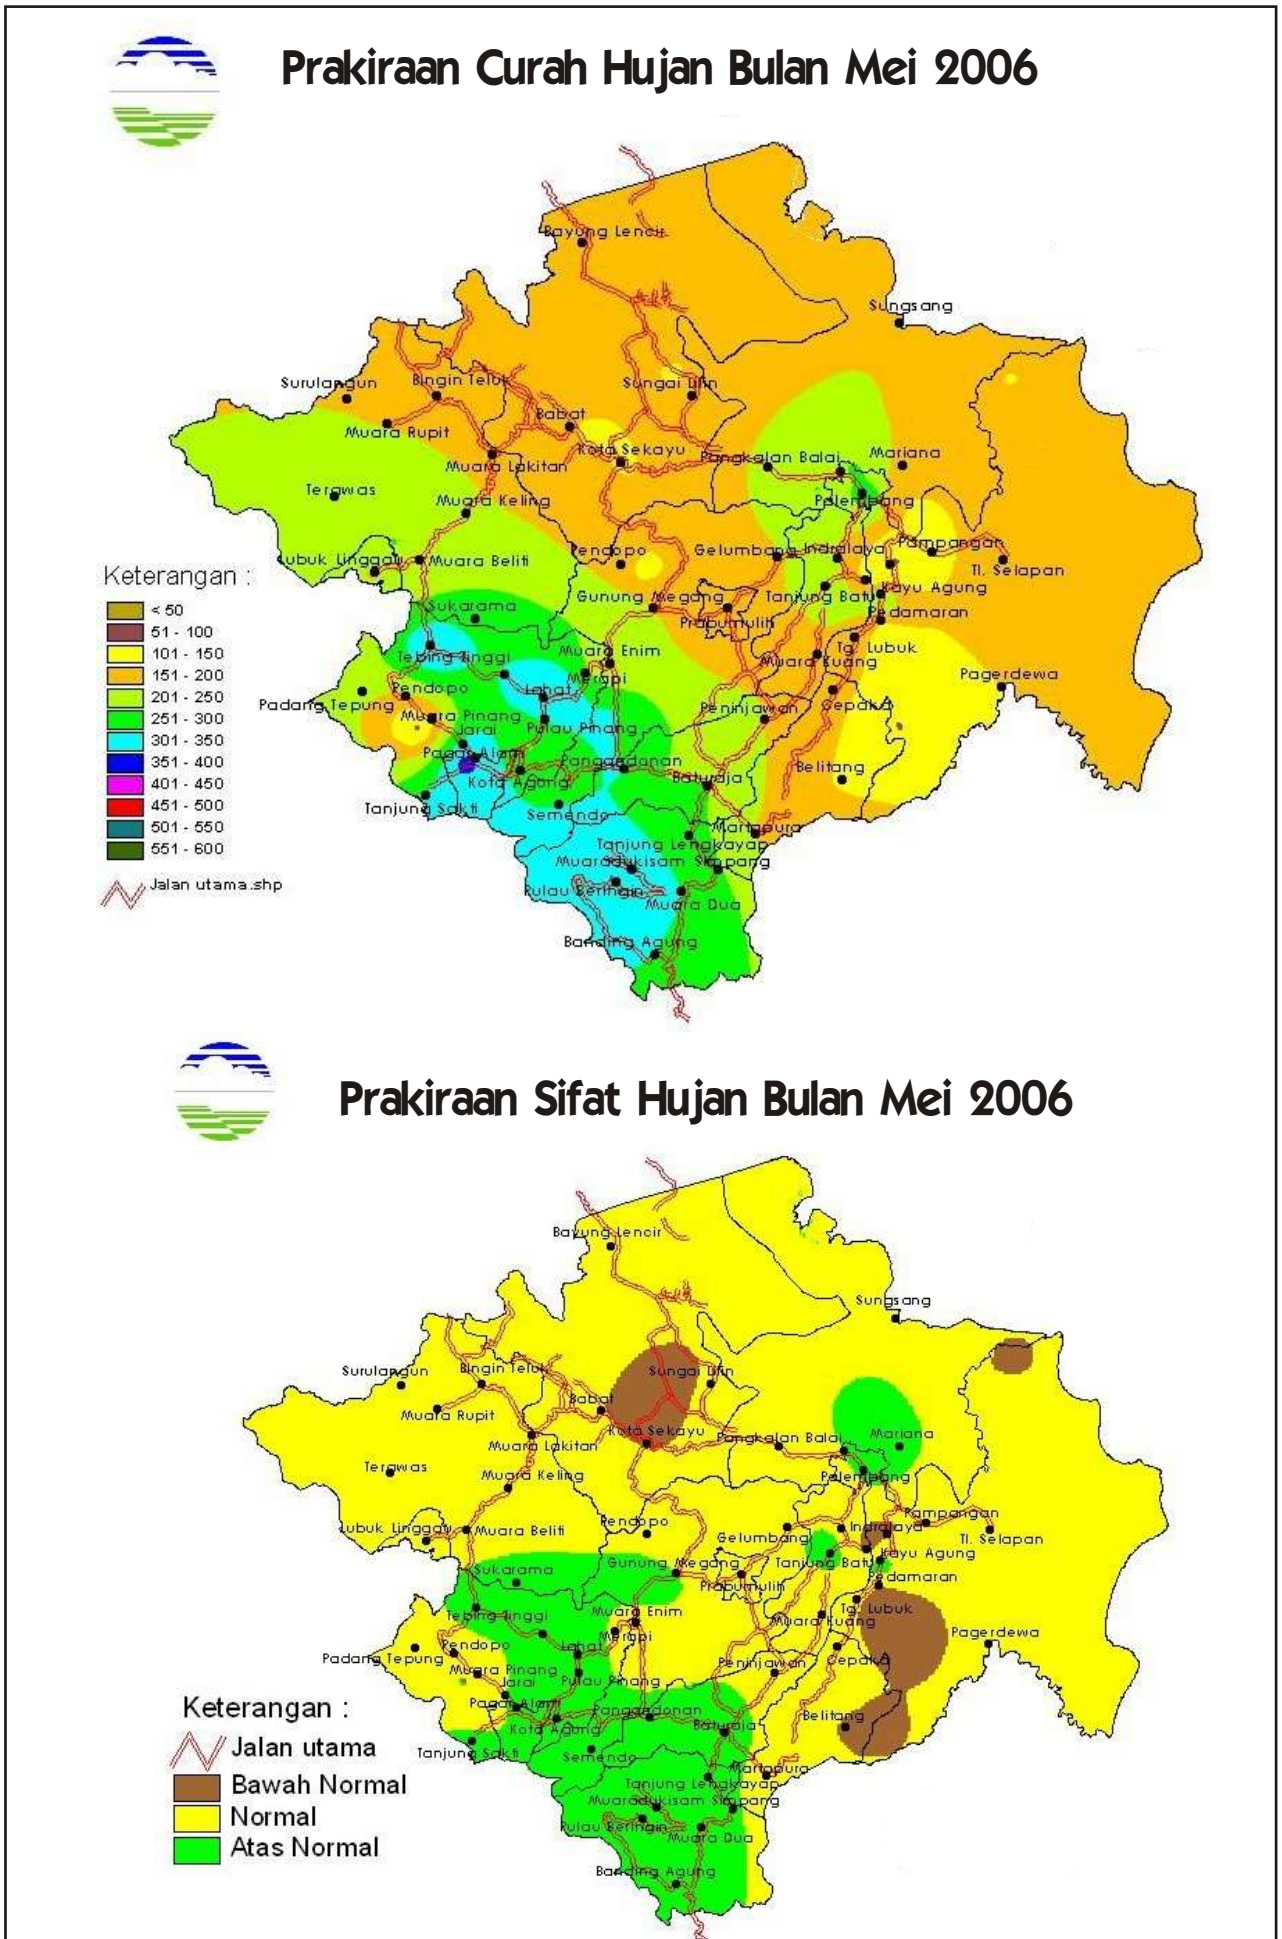 Prakiraan Curah Hujan Bulan Mei 2006
Bayung Lencir
Sungsang
Surulangun
Bingin Teluk
Sungai Lilin
Babat
Muara Rupit
Kota Sekayu
Muara Lakitan
Pangkalan Balai
Mariana
Terawas
Muara Keling
Palembang
Pendopo
Gelumbang
Indralaya
Pampangan
Lubuk Linggau
Muara Beliti
Tl. Selapan
Keterangan :
Kayu Agung
Gunung Megang
Tanjung Batu
< 50
Sukarama
Pedamaran
Prabumulih
51 - 100
101 - 150
Tebing Tinggi
Muara Enim
Tg. Lubuk
Muara Kuang
151 - 200
Merapi
Pagerdewa
201 - 250
Pendopo
Lahat
Padang Tepung
Peninjawan
Cepaka
251 - 300
Muara Pinang
Jarai
Pulau Pinang
301 - 350
Pagar Alam
Pangandonan
351 - 400
Kota Agung
Baturaja
Belitang
401 - 450
Tanjung Sakti
Semendo
451 - 500
Martapura
501 - 550
Tanjung Lengkayap
551 - 600
Muaradukisam Simpang
Jalan utama.shp
Pulau Beringin
Muara Dua
Banding Agung
Prakiraan Sifat Hujan Bulan Mei 2006
Bayung Lencir
Sungsang
Surulangun
Bingin Teluk
Sungai Lilin
Babat
Muara Rupit
Kota Sekayu
Muara Lakitan
Pangkalan Balai
Mariana
Terawas
Muara Keling
Palembang
Lubuk Linggau
Muara Beliti
Pendopo
Gelumbang
Indralaya
Pampangan
Tl. Selapan
Sukarama
Gunung Megang
Tanjung Batu
Kayu Agung
Prabumulih
Pedamaran
Tebing Tinggi
Muara Enim
Muara Kuang
Tg. Lubuk
Merapi
Pagerdewa
Pendopo
Lahat
Padang Tepung
Peninjawan
Cepaka
Muara Pinang
Jarai
Pulau Pinang
Keterangan :
Pagar Alam
Pangandonan
Belitang
Kota Agung
Baturaja
Jalan utama
Tanjung Sakti
Semendo
Martapura
Bawah Normal
Tanjung Lengkayap
Muaradukisam Simpang
Normal
Pulau Beringin
Muara Dua
Atas Normal
Banding Agung